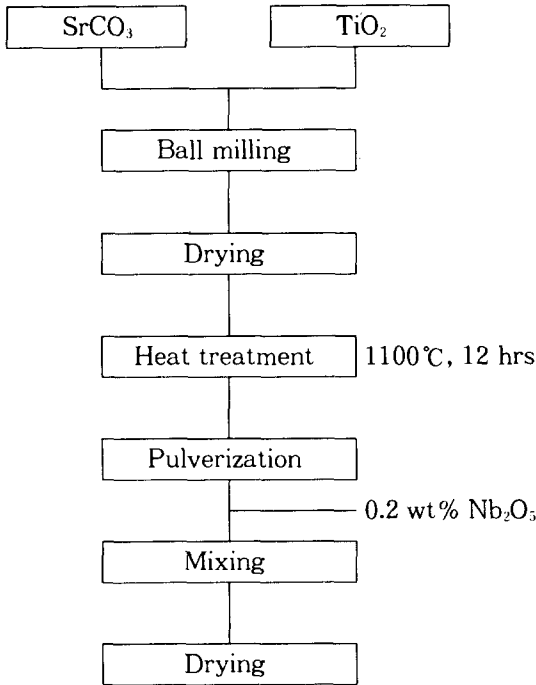 SrCO₃
TiO₂
Ball milling
Drying
Heat treatment
1100℃, 12 hrs
Pulverization
0.2 wt% Nb₂O₅
Mixing
Drying